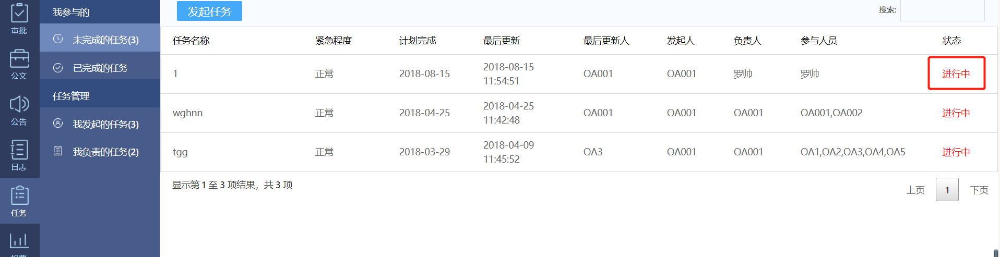 审批
公文
公告
日志
任务
我参与的
未完成的任务(3)
已完成的任务
任务管理
我发起的任务(3)
我负责的任务(2)
发起任务
搜索:
任务名称 紧急程度 计划完成 最后更新 最后更新人 发起人 负责人 参与人员 状态
1 正常 2018-08-15 2018-08-15 11:54:51 OA001 OA001 罗帅 罗帅 进行中
wghnn 正常 2018-04-25 2018-04-25 11:42:48 OA001 OA001 OA001 OA001,OA002 进行中
tgg 正常 2018-03-29 2018-04-09 11:45:52 OA3 OA001 OA001 OA1,OA2,OA3,OA4,OA5 进行中
显示第 1 至 3 项结果，共 3 项
上页 1 下页